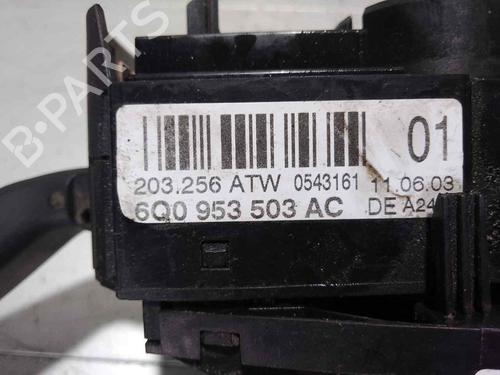 B-PARTS
01
203.256 ATW 0543161 11.06.03
6Q0 953 503 AC DE A24